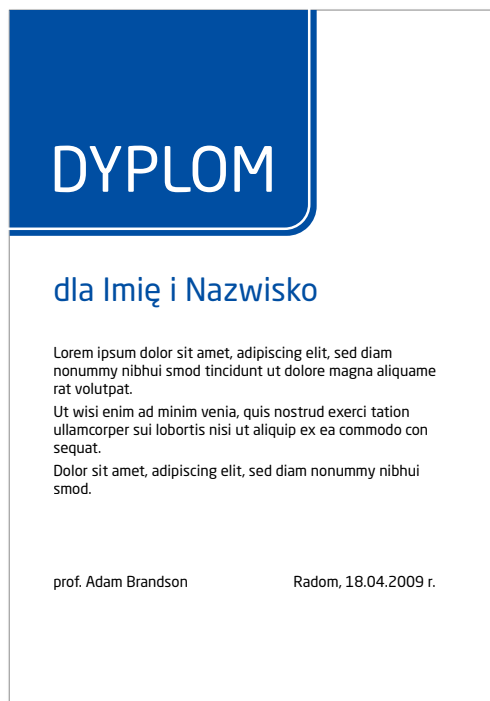 DYPLOM
dla Imię i Nazwisko
Lorem ipsum dolor sit amet, adipiscing elit, sed diam
nonummy nibhui smod tincidunt ut dolore magna aliquame
rat volutpat.
Ut wisi enim ad minim venia, quis nostrud exerci tation
ullamcorper sui lobortis nisi ut aliquip ex ea commodo con
sequat.
Dolor sit amet, adipiscing elit, sed diam nonummy nibhui
smod.
prof. Adam Brandson Radom, 18.04.2009 r.